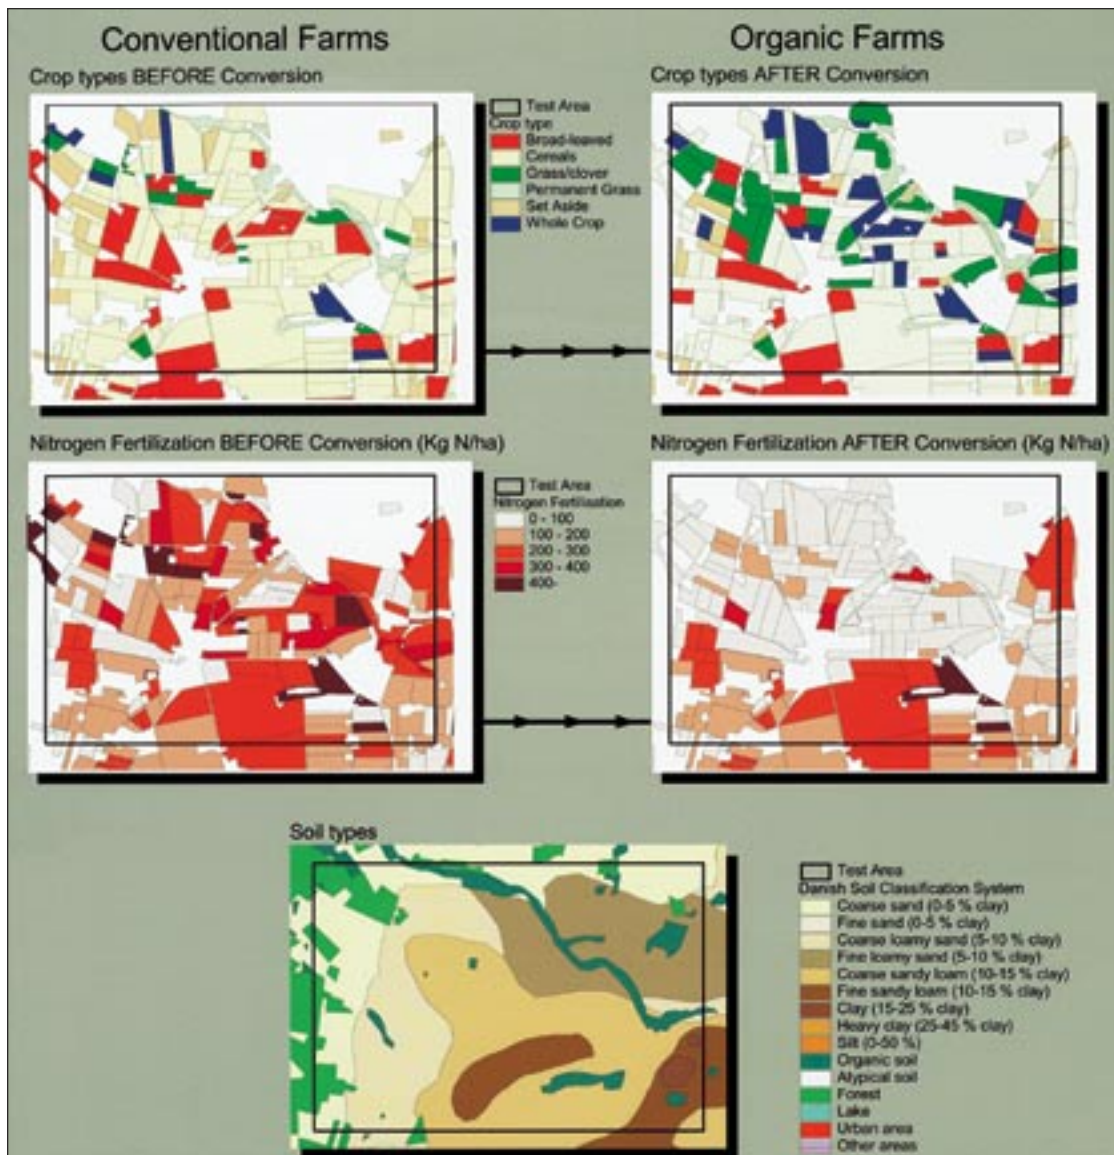 Conventional Farms
Organic Farms
Crop types BEFORE Conversion
Crop types AFTER Conversion
Test Area
Crop type
Broad-leaved
Cereals
Grass/clover
Permanent Grass
Set Aside
Whole Crop
Nitrogen Fertilization BEFORE Conversion (Kg N/ha)
Nitrogen Fertilization AFTER Conversion (Kg N/ha)
Test Area
Nitrogen Fertilisation
0 - 100
100 - 200
200 - 300
300 - 400
400-
Soil types
Test Area
Danish Soil Classification System
Coarse sand (0-5 % clay)
Fine sand (0-5 % clay)
Coarse loamy sand (5-10 % clay)
Fine loamy sand (5-10 % clay)
Coarse sandy loam (10-15 % clay)
Fine sandy loam (10-15 % clay)
Clay (15-25 % clay)
Heavy clay (25-45 % clay)
Silt (0-50 %)
Organic soil
Atypical soil
Forest
Lake
Urban area
Other areas